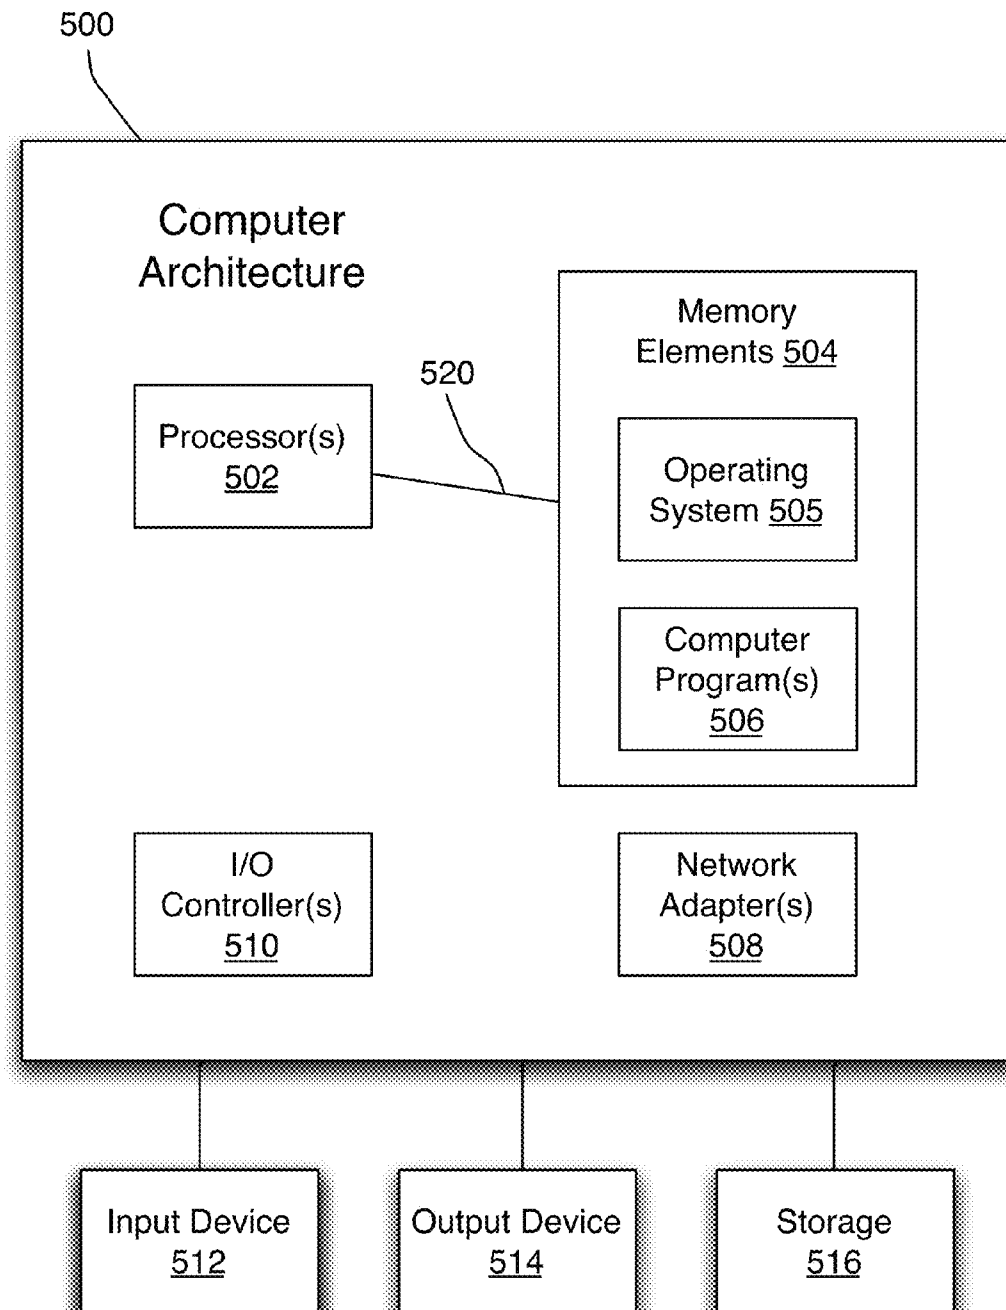 500
Computer
Architecture
Memory
Elements 504
520
Processor(s)
502
Operating
System 505
Computer
Program(s)
506
I/O
Controller(s)
510
Network
Adapter(s)
508
Input Device
512
Output Device
514
Storage
516